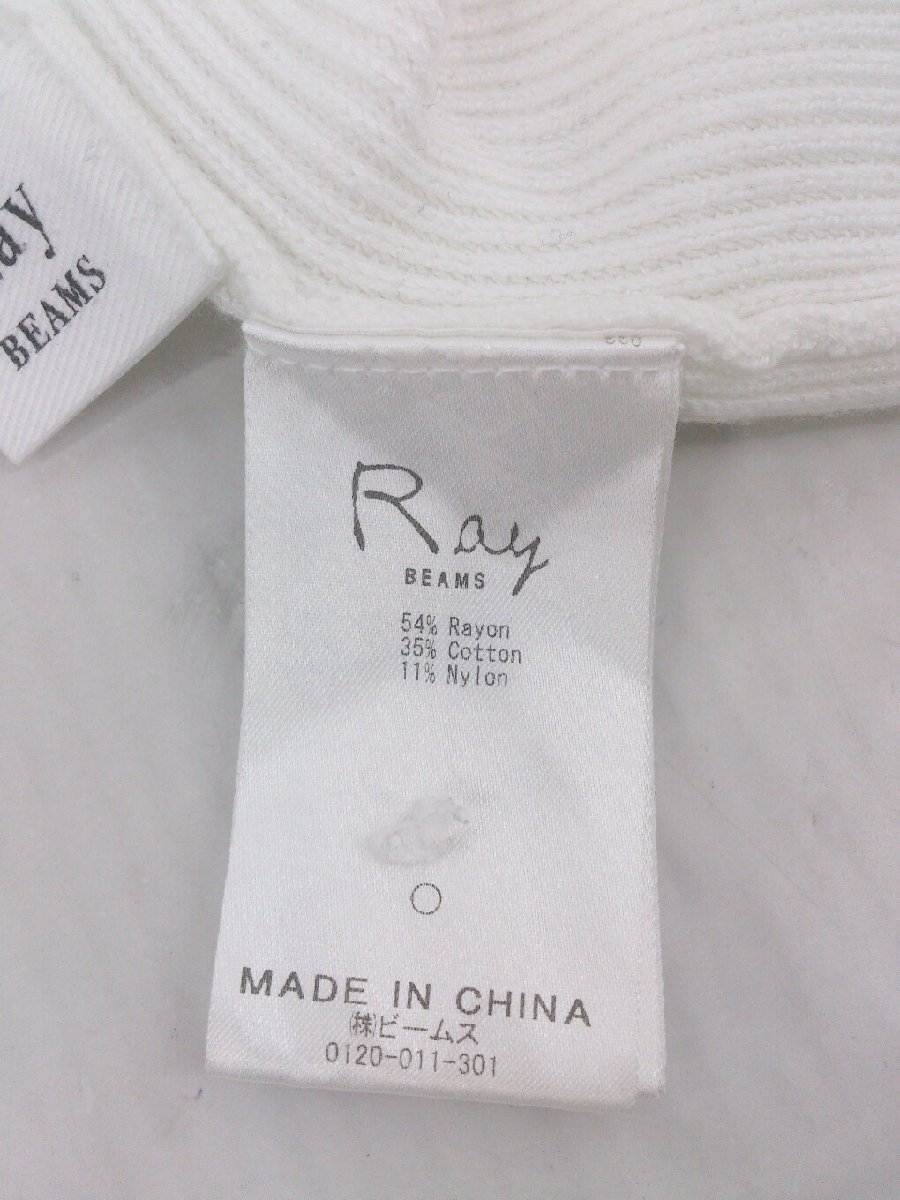 BEAMS
Ray
BEAMS
54% Rayon
35% Cotton
11% Nylon
MADE IN CHINA
㈱ビームス
0120-011-301